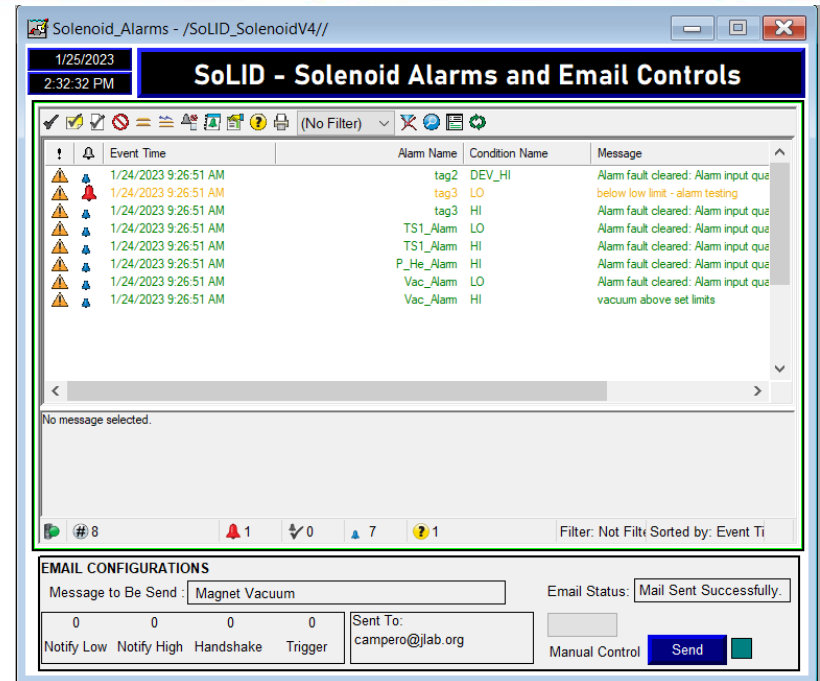 Solenoid_Alarms - /SoLID_SolenoidV4//
1/25/2023
2:32:32 PM
SoLID - Solenoid Alarms and Email Controls
(No Filter)
! Event Time Alarm Name Condition Name Message
1/24/2023 9:26:51 AM tag2 DEV_HI Alarm fault cleared: Alarm input qua
1/24/2023 9:26:51 AM tag3 LO below low limit - alarm testing
1/24/2023 9:26:51 AM tag3 HI Alarm fault cleared: Alarm input qua
1/24/2023 9:26:51 AM TS1_Alarm LO Alarm fault cleared: Alarm input qua
1/24/2023 9:26:51 AM TS1_Alarm HI Alarm fault cleared: Alarm input qua
1/24/2023 9:26:51 AM P_He_Alarm HI Alarm fault cleared: Alarm input qua
1/24/2023 9:26:51 AM Vac_Alarm LO Alarm fault cleared: Alarm input qua
1/24/2023 9:26:51 AM Vac_Alarm HI vacuum above set limits
No message selected.
# 8 1 0 7 ? 1 Filter: Not Filte Sorted by: Event Ti
EMAIL CONFIGURATIONS
Message to Be Send : Magnet Vacuum
Email Status: Mail Sent Successfully.
0 0 0 0
Notify Low Notify High Handshake Trigger
Sent To:
campero@jlab.org
Manual Control Send